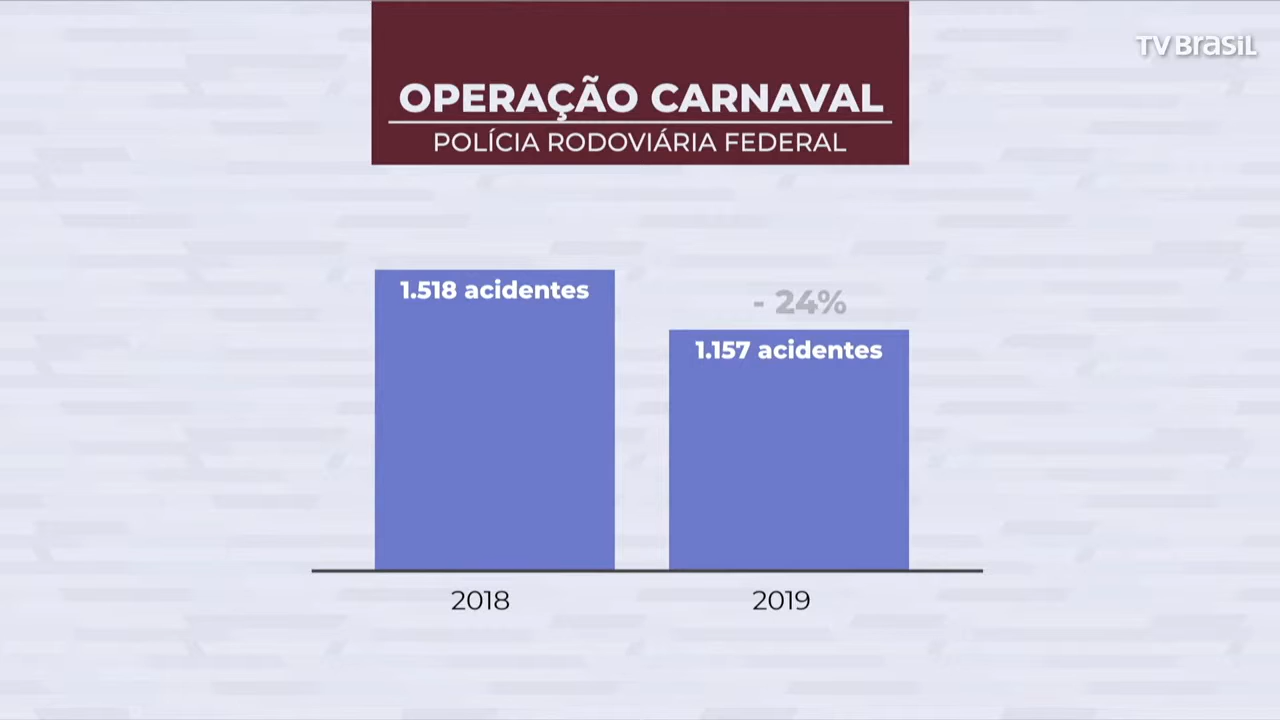 TV BRASIL
OPERAÇÃO CARNAVAL
POLÍCIA RODOVIÁRIA FEDERAL
1.518 acidentes
- 24%
1.157 acidentes
2018
2019